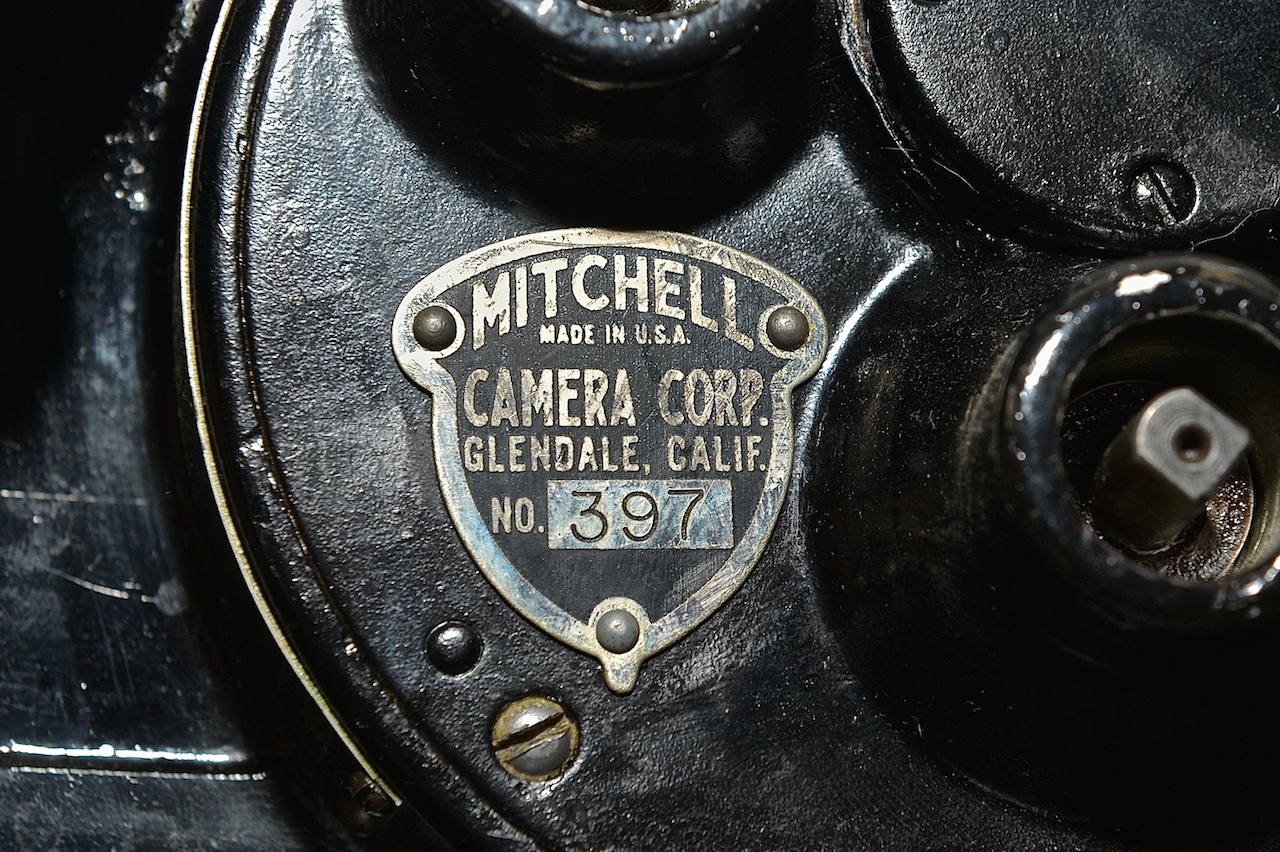 MITCHELL
MADE IN U.S.A.
CAMERA CORP.
GLENDALE, CALIF.
NO. 397